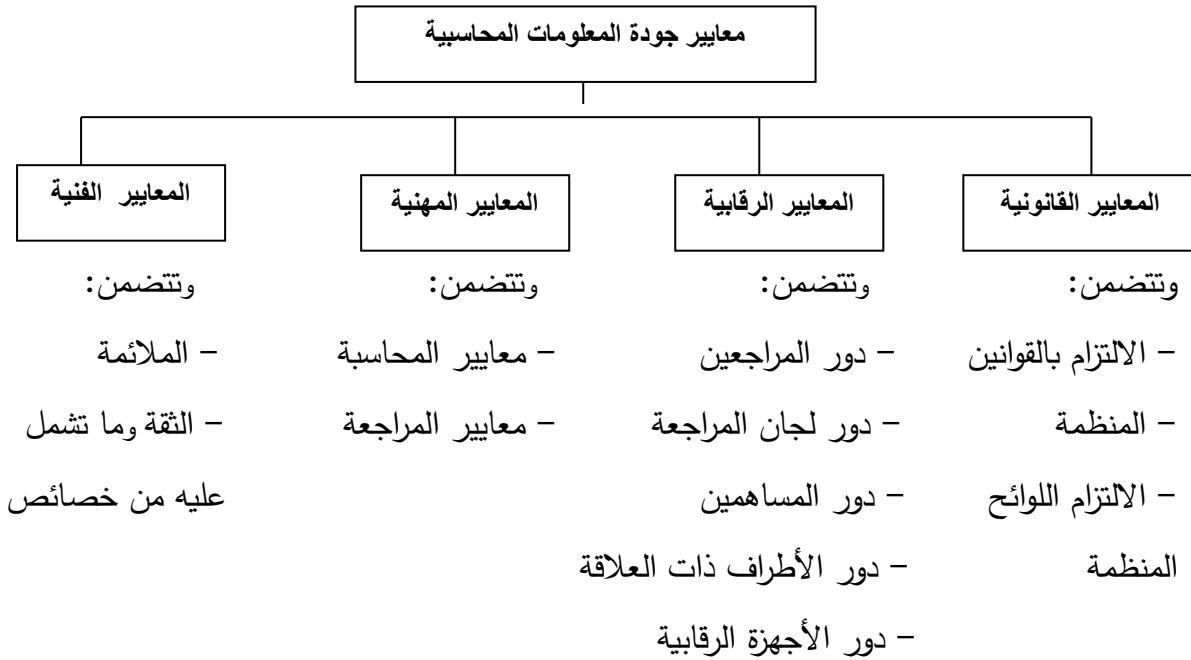 معايير جودة المعلومات المحاسبية
المعايير القانونية
وتتضمن:
– الالتزام بالقوانين
– المنظمة
– الالتزام اللوائح
المنظمة
المعايير الرقابية
وتتضمن:
– دور المراجعين
– دور لجان المراجعة
– دور المساهمين
– دور الأطراف ذات العلاقة
– دور الأجهزة الرقابية
المعايير المهنية
وتتضمن:
– معايير المحاسبة
– معايير المراجعة
المعايير الفنية
وتتضمن:
– الملائمة
– الثقة وما تشمل
عليه من خصائص